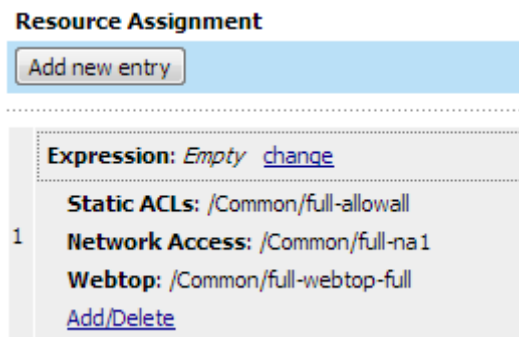 Resource Assignment
Add new entry
Expression: Empty change
Static ACLs: /Common/full-allowall
1
Network Access: /Common/full-na1
Webtop: /Common/full-webtop-full
Add/Delete